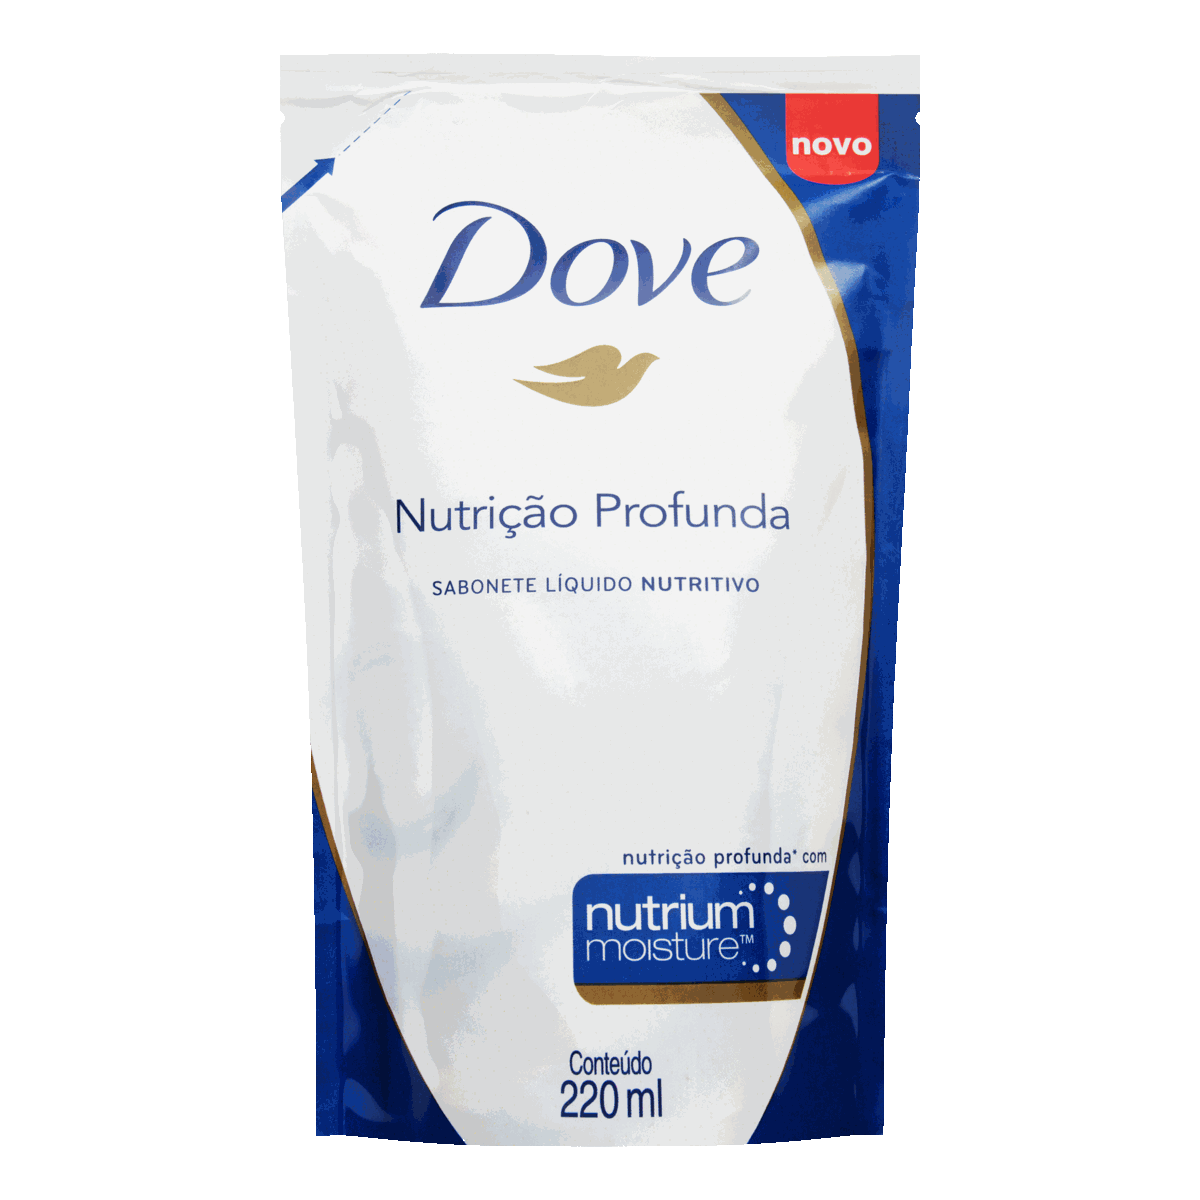 novo
Dove
Nutrição Profunda
SABONETE LÍQUIDO NUTRITIVO
nutrição profunda* com
nutrium
moisture™
Conteúdo
220 ml